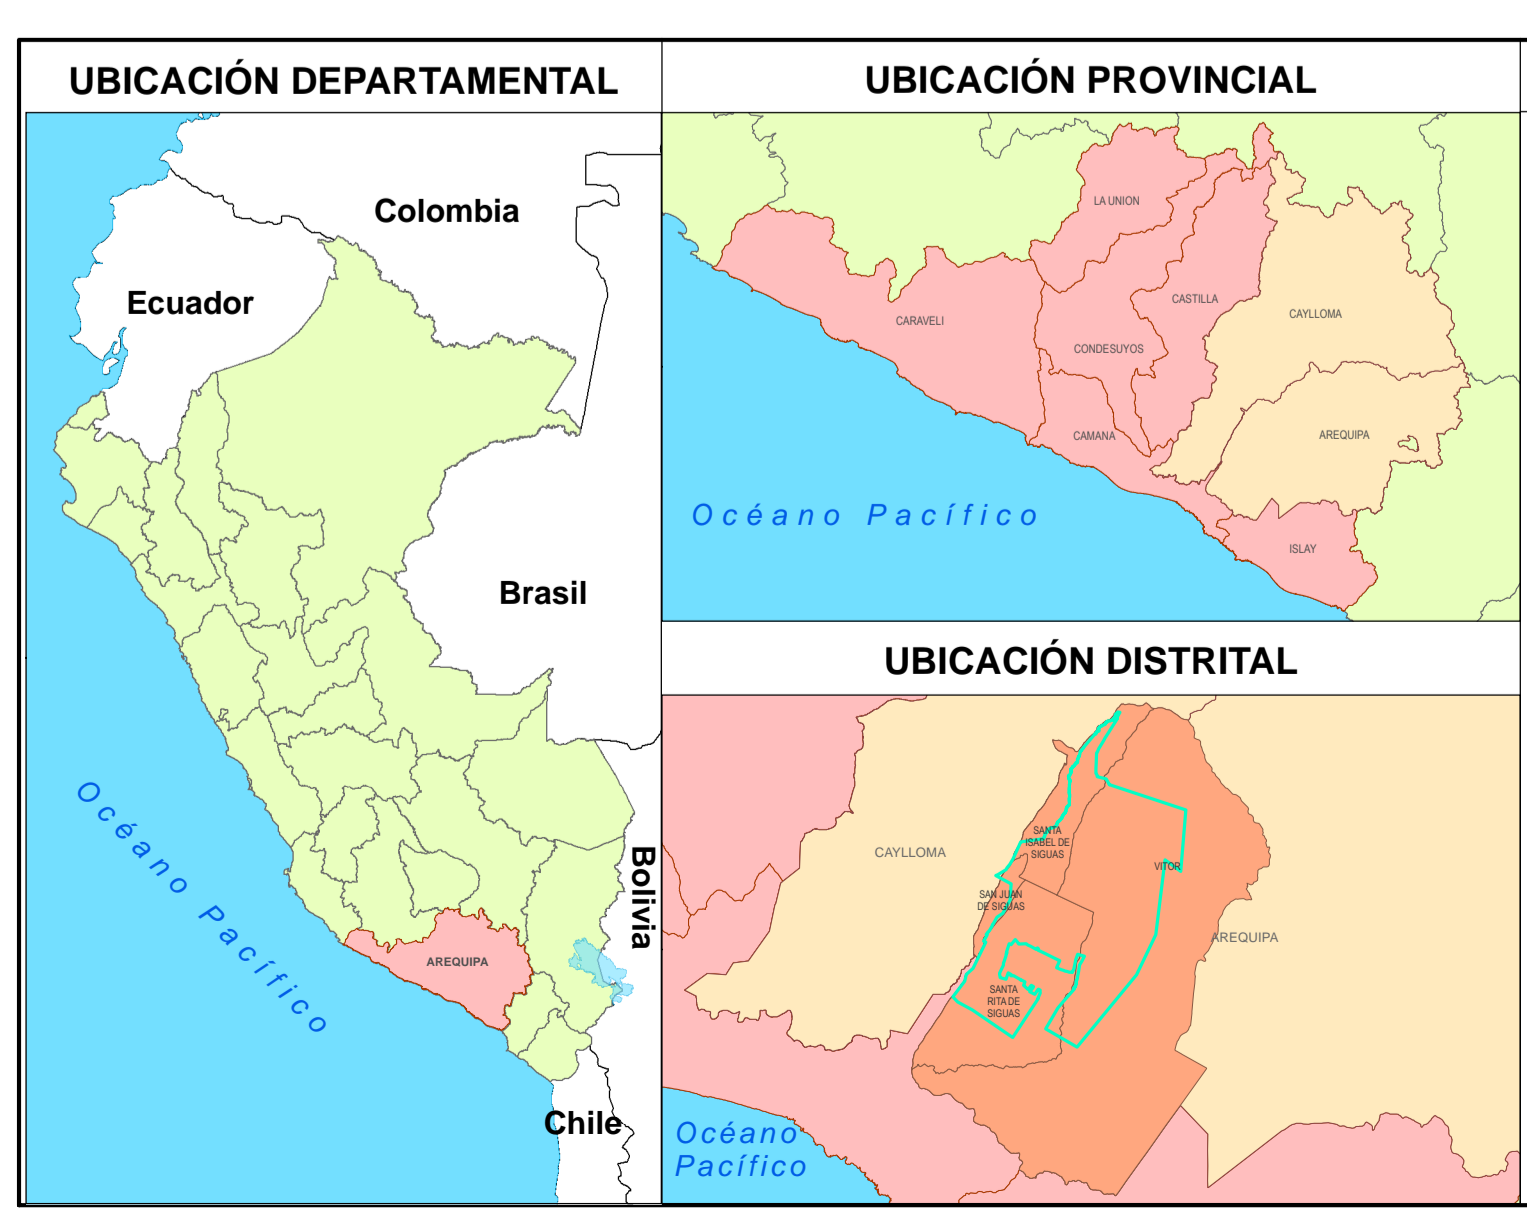 UBICACIÓN DEPARTAMENTAL
Colombia
Ecuador
Brasil
Bolivia
Océano Pacífico
AREQUIPA
Chile
UBICACIÓN PROVINCIAL
LA UNION
CASTILLA
CAYLLOMA
CARAVELI
CONDESUYOS
CAMANA
AREQUIPA
Océano Pacífico
ISLAY
UBICACIÓN DISTRITAL
SANTA
ISABEL DE
SIGUAS
CAYLLOMA
VITOR
SAN JUAN
DE SIGUAS
AREQUIPA
SANTA
RITA DE
SIGUAS
Océano
Pacífico